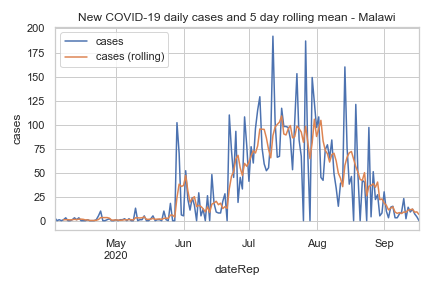 New COVID-19 daily cases and 5 day rolling mean - Malawi
cases
cases (rolling)
200
175
150
125
100
75
50
25
0
cases
May
2020
Jun
Jul
Aug
Sep
dateRep